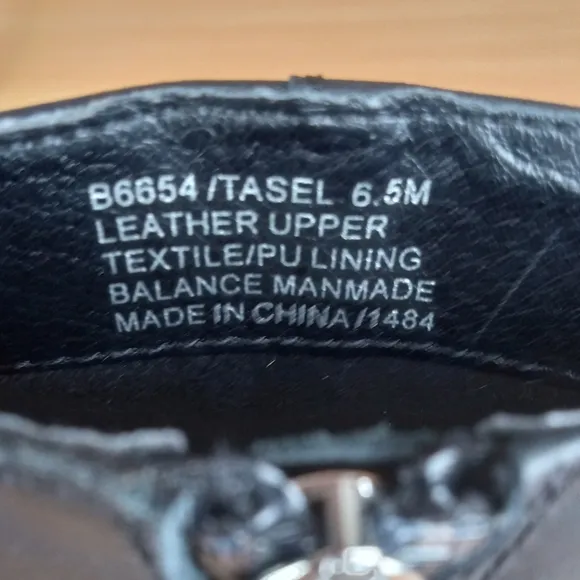 B6654/TASEL 6.5M
LEATHER UPPER
TEXTILE/PU LINING
BALANCE MANMADE
MADE IN CHINA/1484